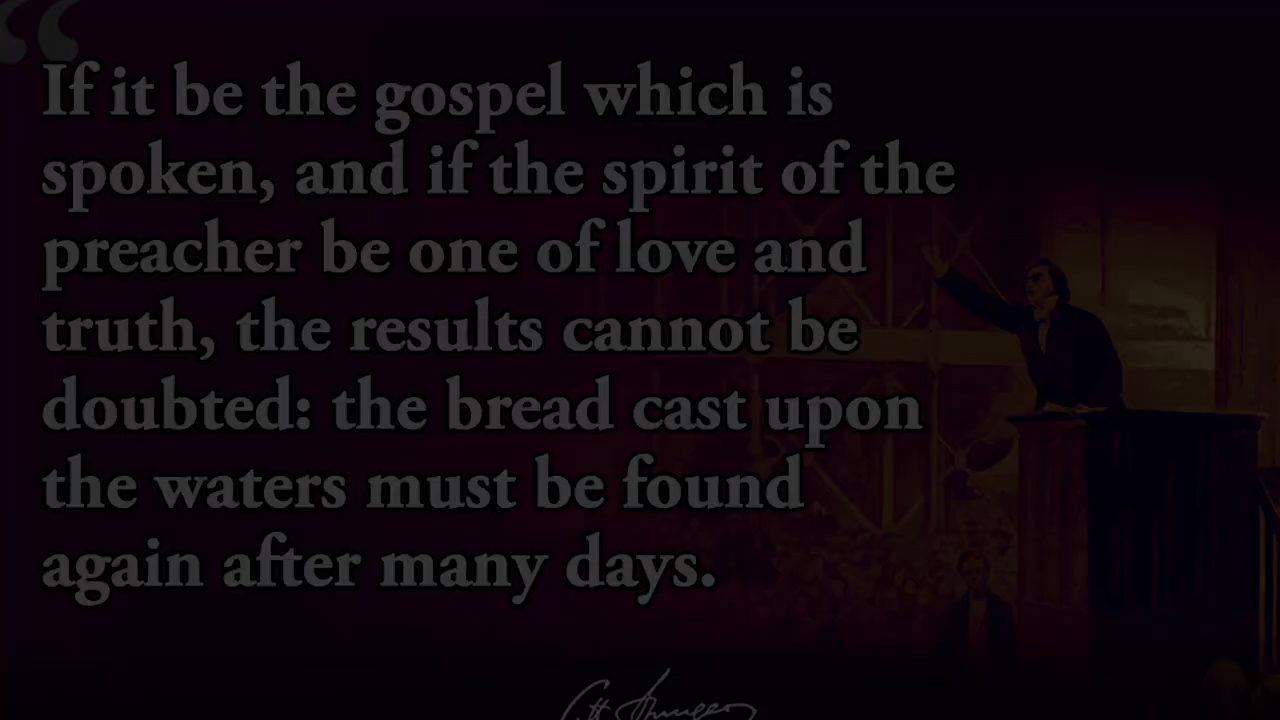 “
If it be the gospel which is
spoken, and if the spirit of the
preacher be one of love and
truth, the results cannot be
doubted: the bread cast upon
the waters must be found
again after many days.
C H Spurgeon